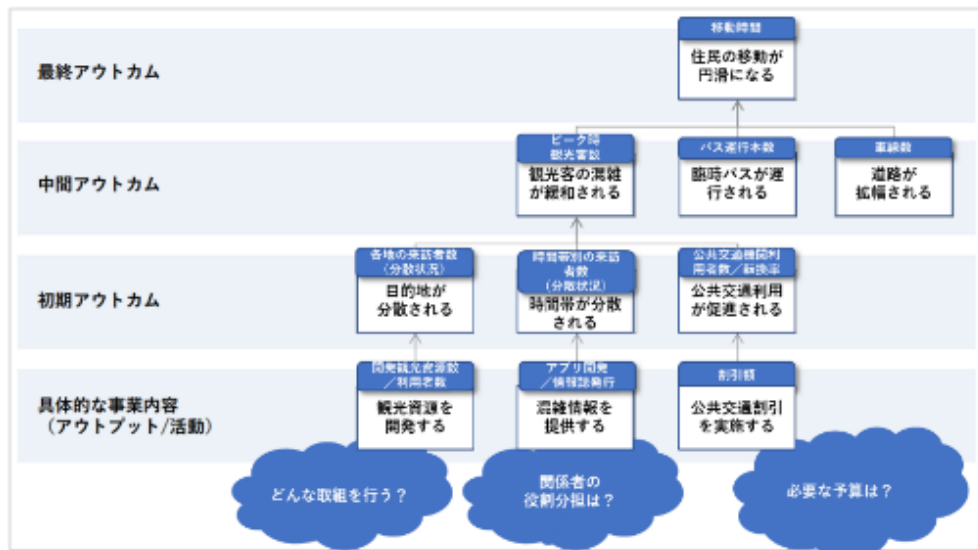 移動時間
最終アウトカム
住民の移動が
円滑になる
ピーク時
観光客数
バス運行本数
車線数
中間アウトカム
観光客の混雑
が緩和される
臨時バスが運
行される
道路が
拡幅される
各地の来訪者数
(分散状況)
時間帯別の来訪
者数
(分散状況)
公共交通機関利
用者数/転換率
初期アウトカム
目的地が
分散される
時間帯が分散
される
公共交通利用
が促進される
開発観光資源数
/利用者数
アプリ開発
/情報誌発行
割引額
具体的な事業内容
(アウトプット/活動)
観光資源を
開発する
混雑情報を
提供する
公共交通割引
を実施する
どんな取組を行う?
関係者の
役割分担は?
必要な予算は?